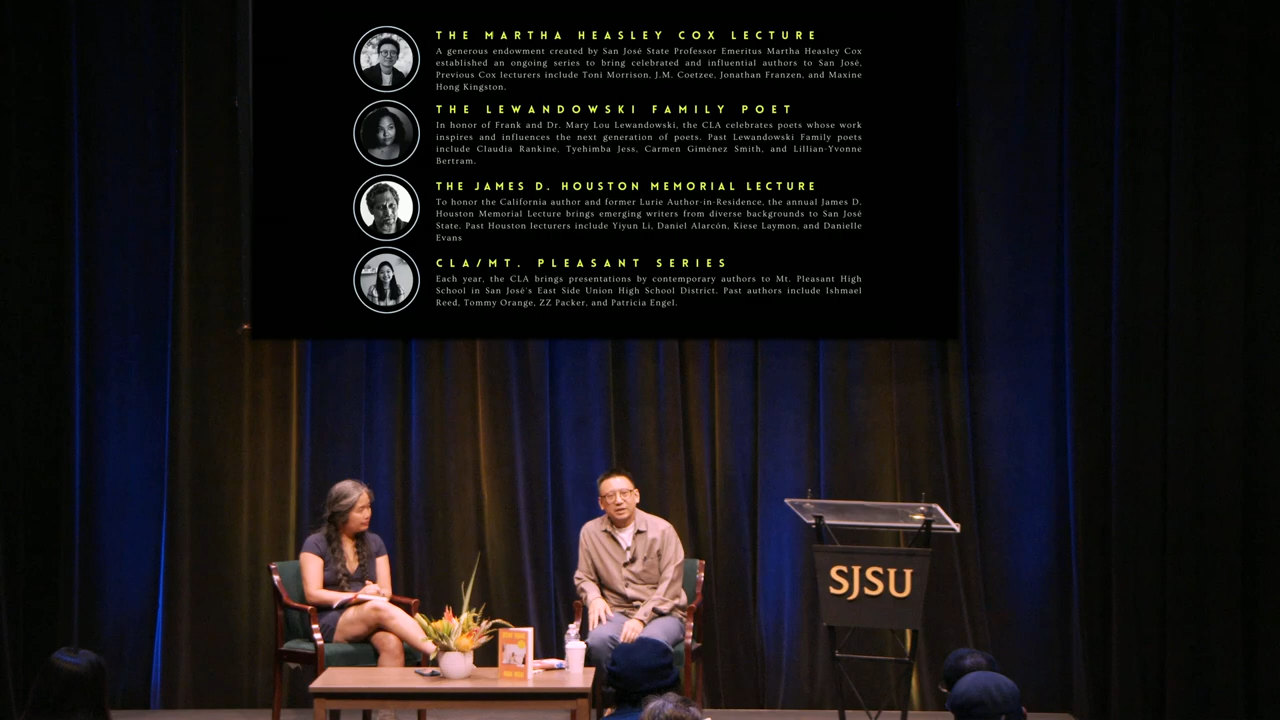 THE MARTHA HEASLEY COX LECTURE
A generous endowment created by San José State Professor Emeritus Martha Heasley Cox
established an ongoing series to bring celebrated and influential authors to San José,
Previous Cox lecturers include Toni Morrison, J.M. Coetzee, Jonathan Franzen, and Maxine
Hong Kingston.
THE LEWANDOWSKI FAMILY POET
In honor of Frank and Dr. Mary Lou Lewandowski, the CLA celebrates poets whose work
inspires and influences the next generation of poets. Past Lewandowski Family poets
include Claudia Rankine, Tyehimba Jess, Carmen Giménez Smith, and Lillian-Yvonne
Bertram.
THE JAMES D. HOUSTON MEMORIAL LECTURE
To honor the California author and former Lurie Author-in-Residence, the annual James D.
Houston Memorial Lecture brings emerging writers from diverse backgrounds to San José
State. Past Houston lecturers include Yiyun Li, Daniel Alarcón, Kiese Laymon, and Danielle
Evans
CLA/MT. PLEASANT SERIES
Each year, the CLA brings presentations by contemporary authors to Mt. Pleasant High
School in San José's East Side Union High School District. Past authors include Ishmael
Reed, Tommy Orange, ZZ Packer, and Patricia Engel.
SJSU